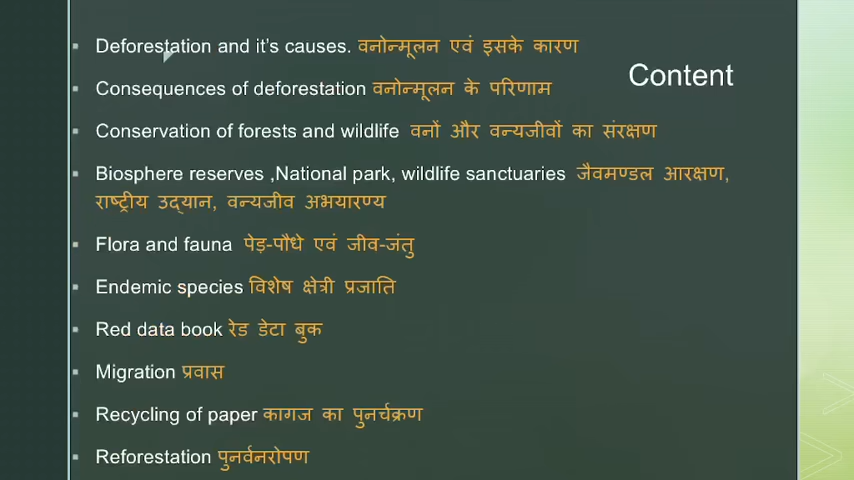 Content
Deforestation and it's causes. वनोन्मूलन एवं इसके कारण
Consequences of deforestation वनोन्मूलन के परिणाम
Conservation of forests and wildlife वनों और वन्यजीवों का संरक्षण
Biosphere reserves ,National park, wildlife sanctuaries जैवमण्डल आरक्षण,
राष्ट्रीय उद्यान, वन्यजीव अभयारण्य
Flora and fauna पेड़-पौधे एवं जीव-जंतु
Endemic species विशेष क्षेत्री प्रजाति
Red data book रेड डेटा बुक
Migration प्रवास
Recycling of paper कागज का पुनर्चक्रण
Reforestation पुनर्वनरोपण